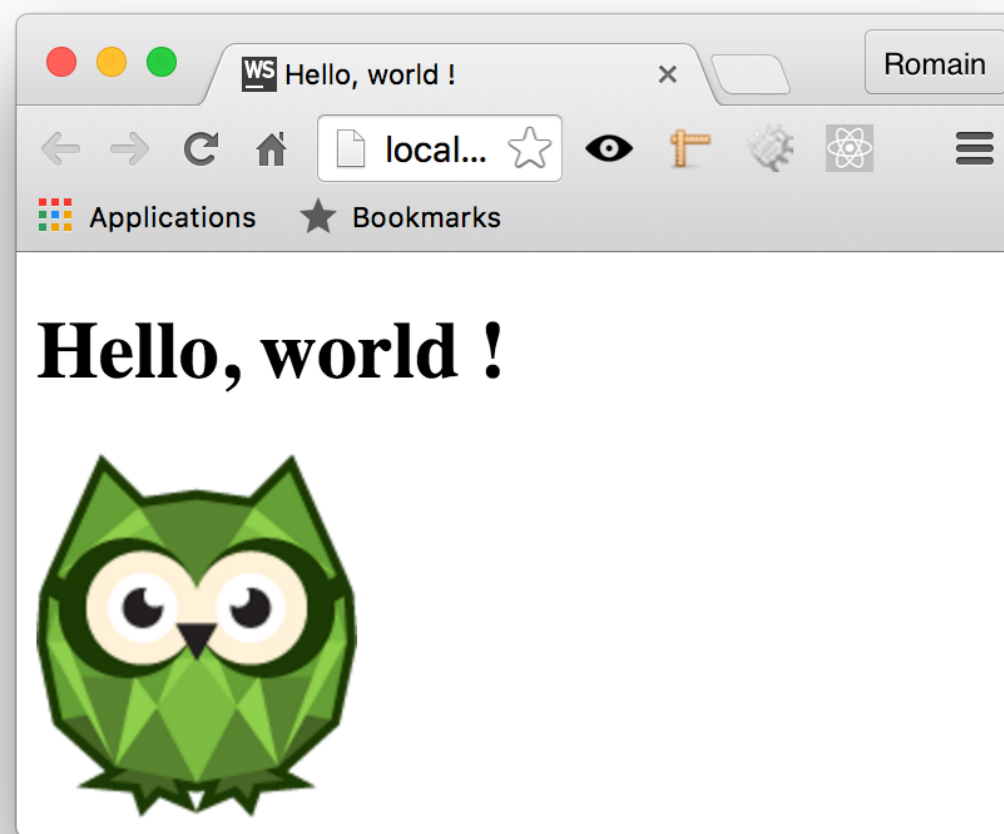 WS Hello, world !
Romain
local...
Applications
Bookmarks
Hello, world !